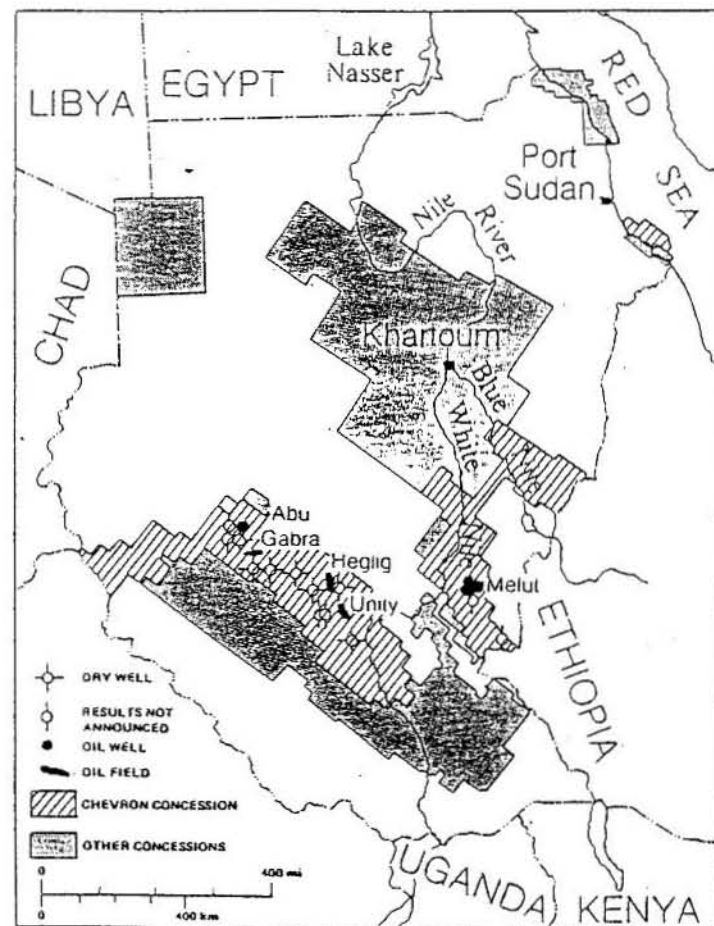 Lake
Nasser
RED
SEA
LIBYA
EGYPT
Port
Sudan
Nile
River
CHAD
Khartoum
Blue
White
Nile
Abu
Gabra
Heglig
Unity
Melut
ETHIOPIA
DRY WELL
RESULTS NOT
ANNOUNCED
OIL WELL
OIL FIELD
CHEVRON CONCESSION
OTHER CONCESSIONS
0 400 mi
0 400 km
UGANDA
KENYA